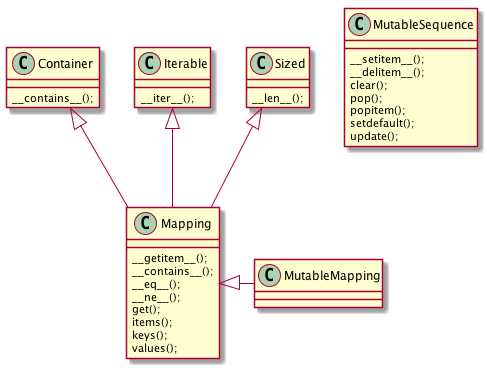 C Container
__contains__();
C Iterable
__iter__();
C Sized
__len__();
C MutableSequence
__setitem__();
__delitem__();
clear();
pop();
popitem();
setdefault();
update();
C Mapping
__getitem__();
__contains__();
__eq__();
__ne__();
get();
items();
keys();
values();
C MutableMapping